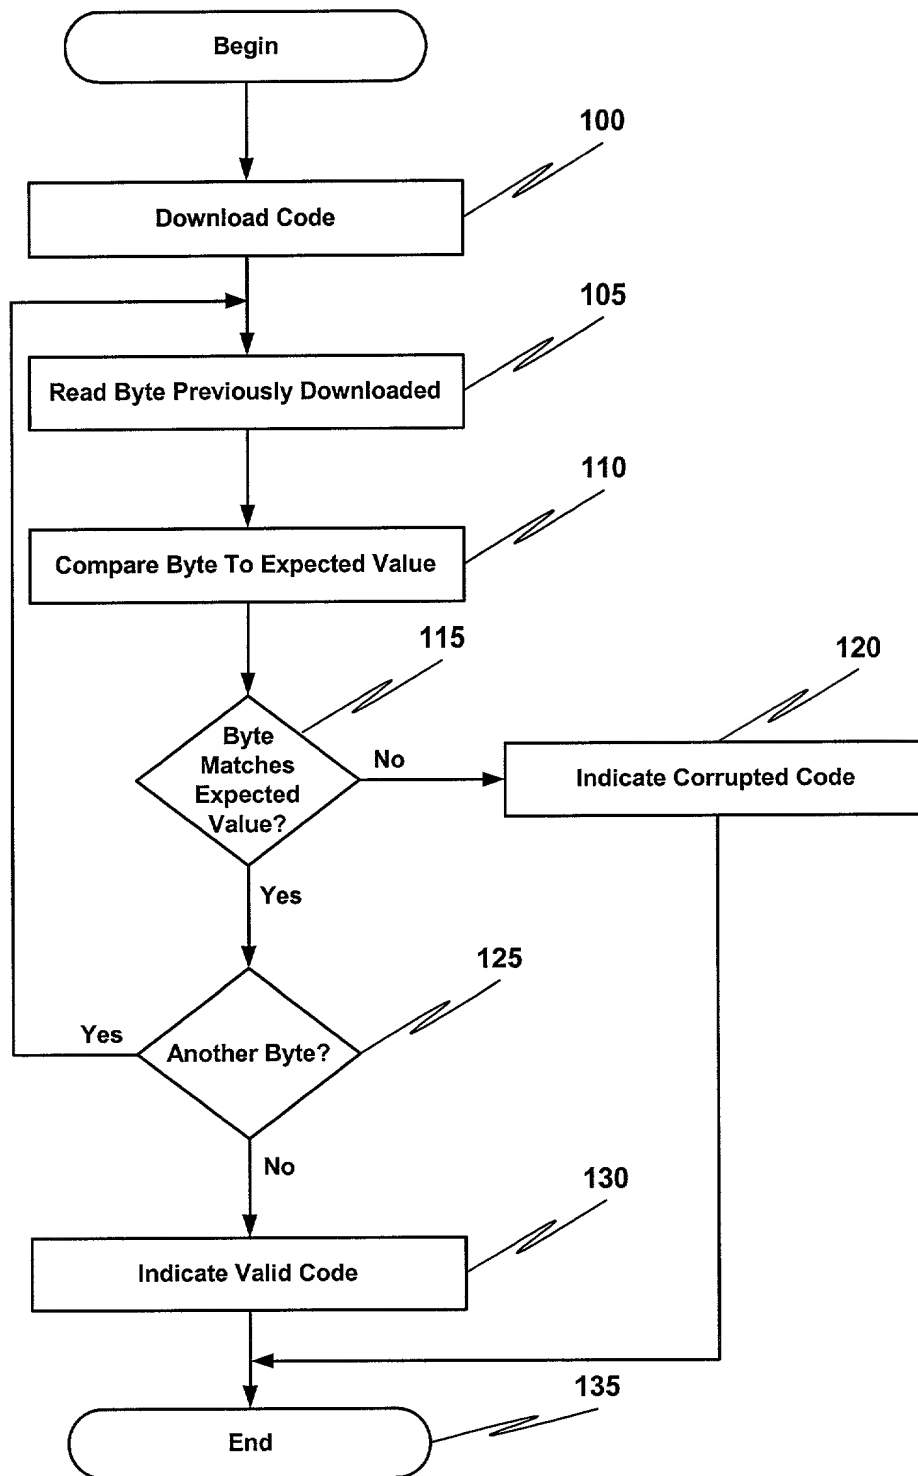 Begin
100
Download Code
105
Read Byte Previously Downloaded
110
Compare Byte To Expected Value
115
120
Byte
Matches
Expected
Value?
No
Indicate Corrupted Code
Yes
125
Yes
Another Byte?
No
130
Indicate Valid Code
135
End